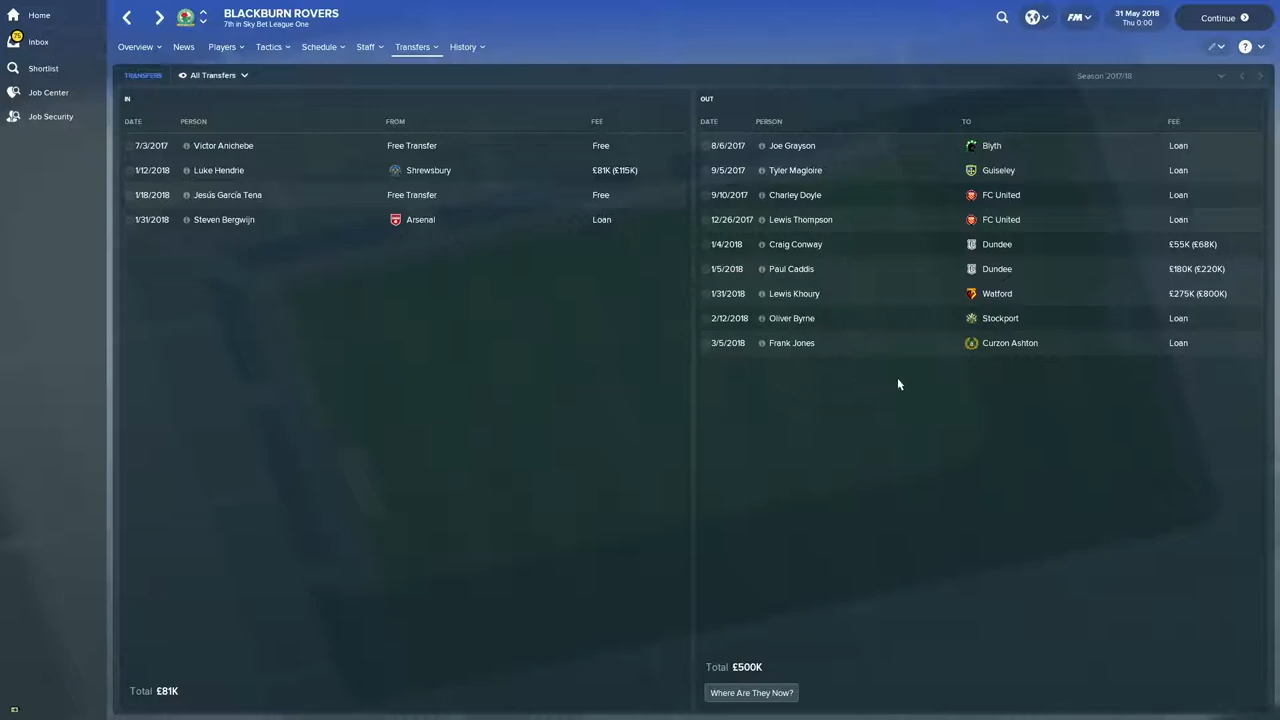 Home
Inbox
75
Shortlist
Job Center
Job Security
BLACKBURN ROVERS
7th in Sky Bet League One
FM
31 May 2018
Thu 0:00
Continue
Overview
News
Players
Tactics
Schedule
Staff
Transfers
History
?
TRANSFERS
All Transfers
Season 2017/18
IN
DATE PERSON FROM FEE
7/3/2017 Victor Anichebe Free Transfer Free
1/12/2018 Luke Hendrie Shrewsbury £81K (£115K)
1/18/2018 Jesús García Tena Free Transfer Free
1/31/2018 Steven Bergwijn Arsenal Loan
Total £81K
OUT
DATE PERSON TO FEE
8/6/2017 Joe Grayson Blyth Loan
9/5/2017 Tyler Magloire Guiseley Loan
9/10/2017 Charley Doyle FC United Loan
12/26/2017 Lewis Thompson FC United Loan
1/4/2018 Craig Conway Dundee £55K (£68K)
1/5/2018 Paul Caddis Dundee £180K (£220K)
1/31/2018 Lewis Khoury Watford £275K (£800K)
2/12/2018 Oliver Byrne Stockport Loan
3/5/2018 Frank Jones Curzon Ashton Loan
Total £500K
Where Are They Now?